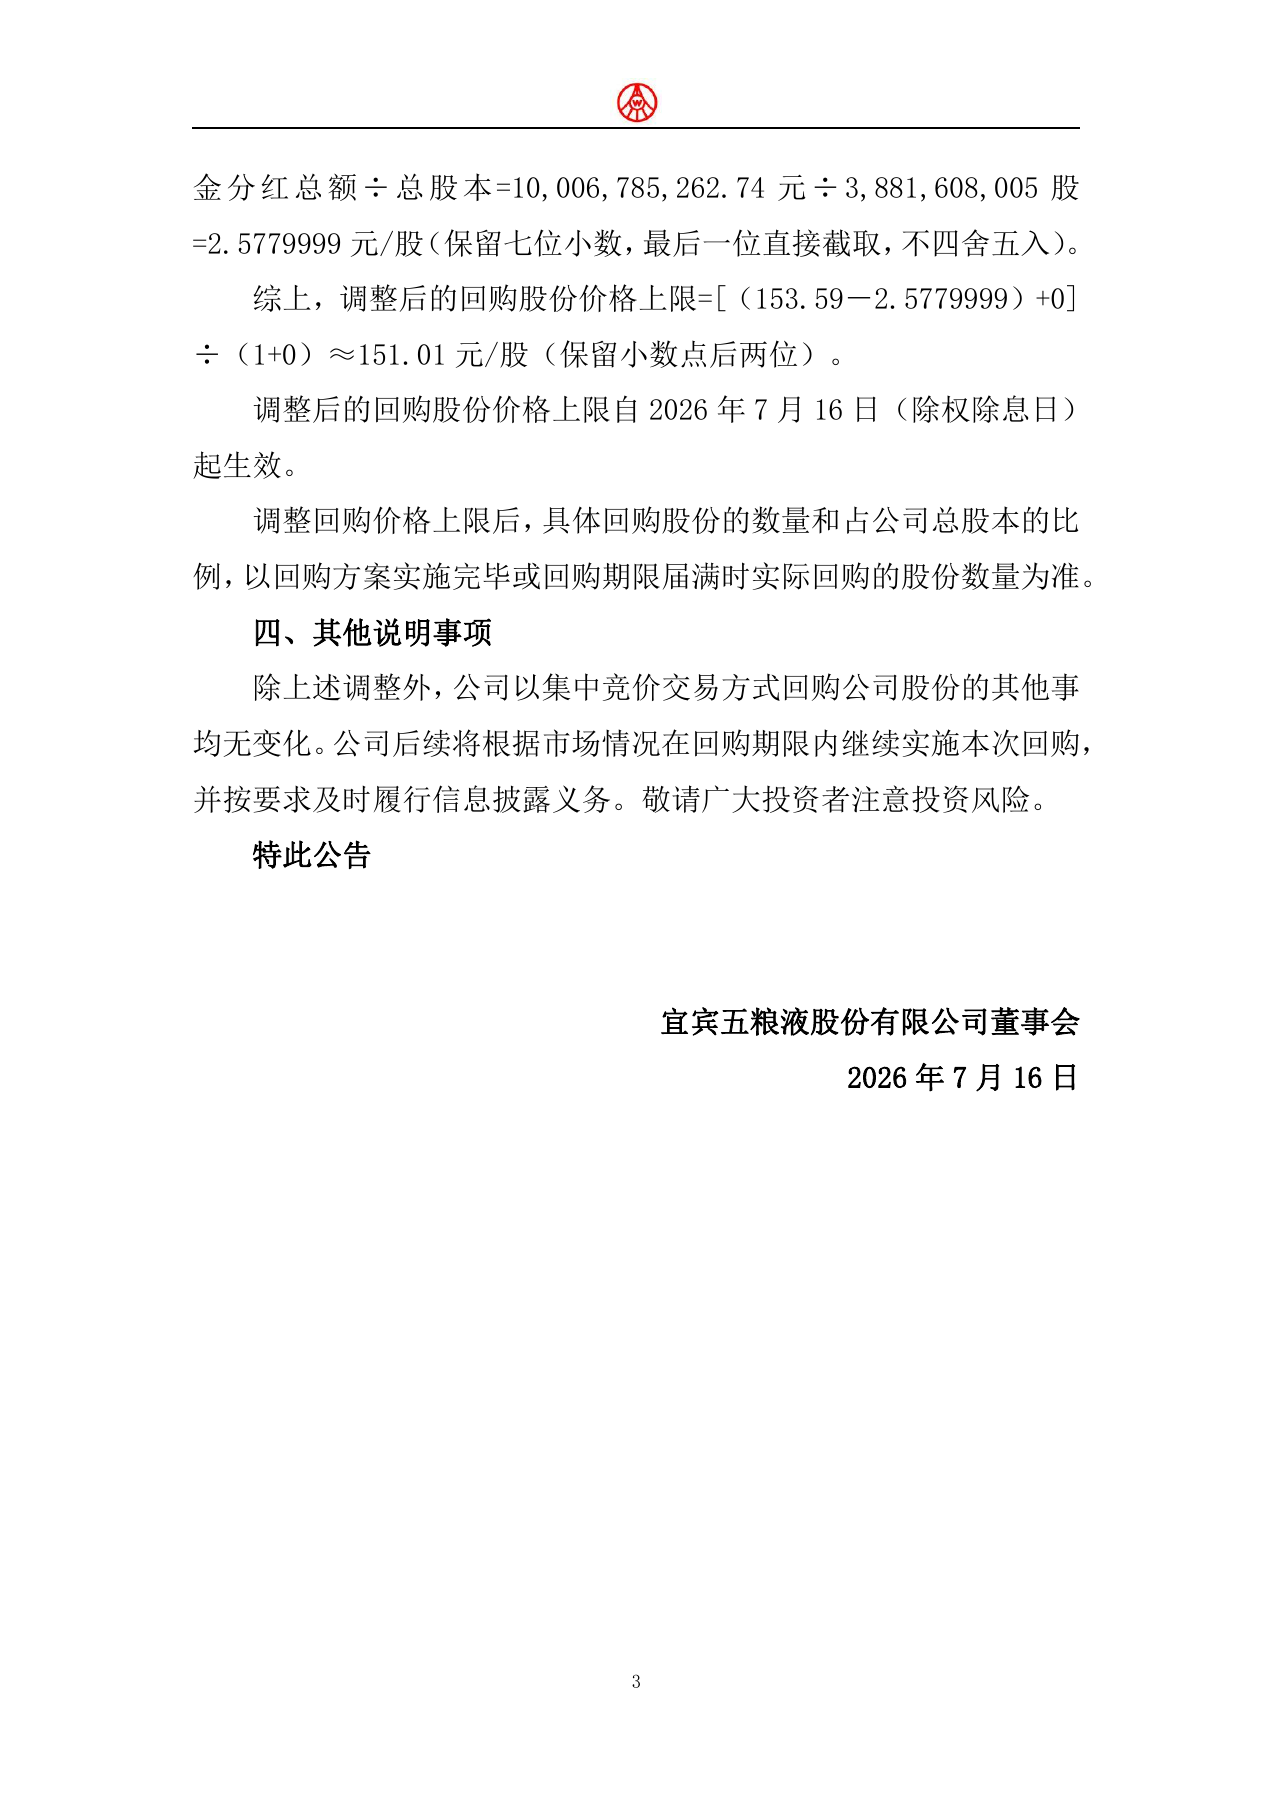 金分红总额÷总股本=10,006,785,262.74 元÷3,881,608,005 股
=2.5779999 元/股（保留七位小数，最后一位直接截取，不四舍五入）。
综上，调整后的回购股份价格上限=[（153.59－2.5779999）+0]
÷（1+0）≈151.01 元/股（保留小数点后两位）。
调整后的回购股份价格上限自 2026 年 7 月 16 日（除权除息日）
起生效。
调整回购价格上限后，具体回购股份的数量和占公司总股本的比
例，以回购方案实施完毕或回购期限届满时实际回购的股份数量为准。
四、其他说明事项
除上述调整外，公司以集中竞价交易方式回购公司股份的其他事
均无变化。公司后续将根据市场情况在回购期限内继续实施本次回购，
并按要求及时履行信息披露义务。敬请广大投资者注意投资风险。
特此公告
宜宾五粮液股份有限公司董事会
2026 年 7 月 16 日
3